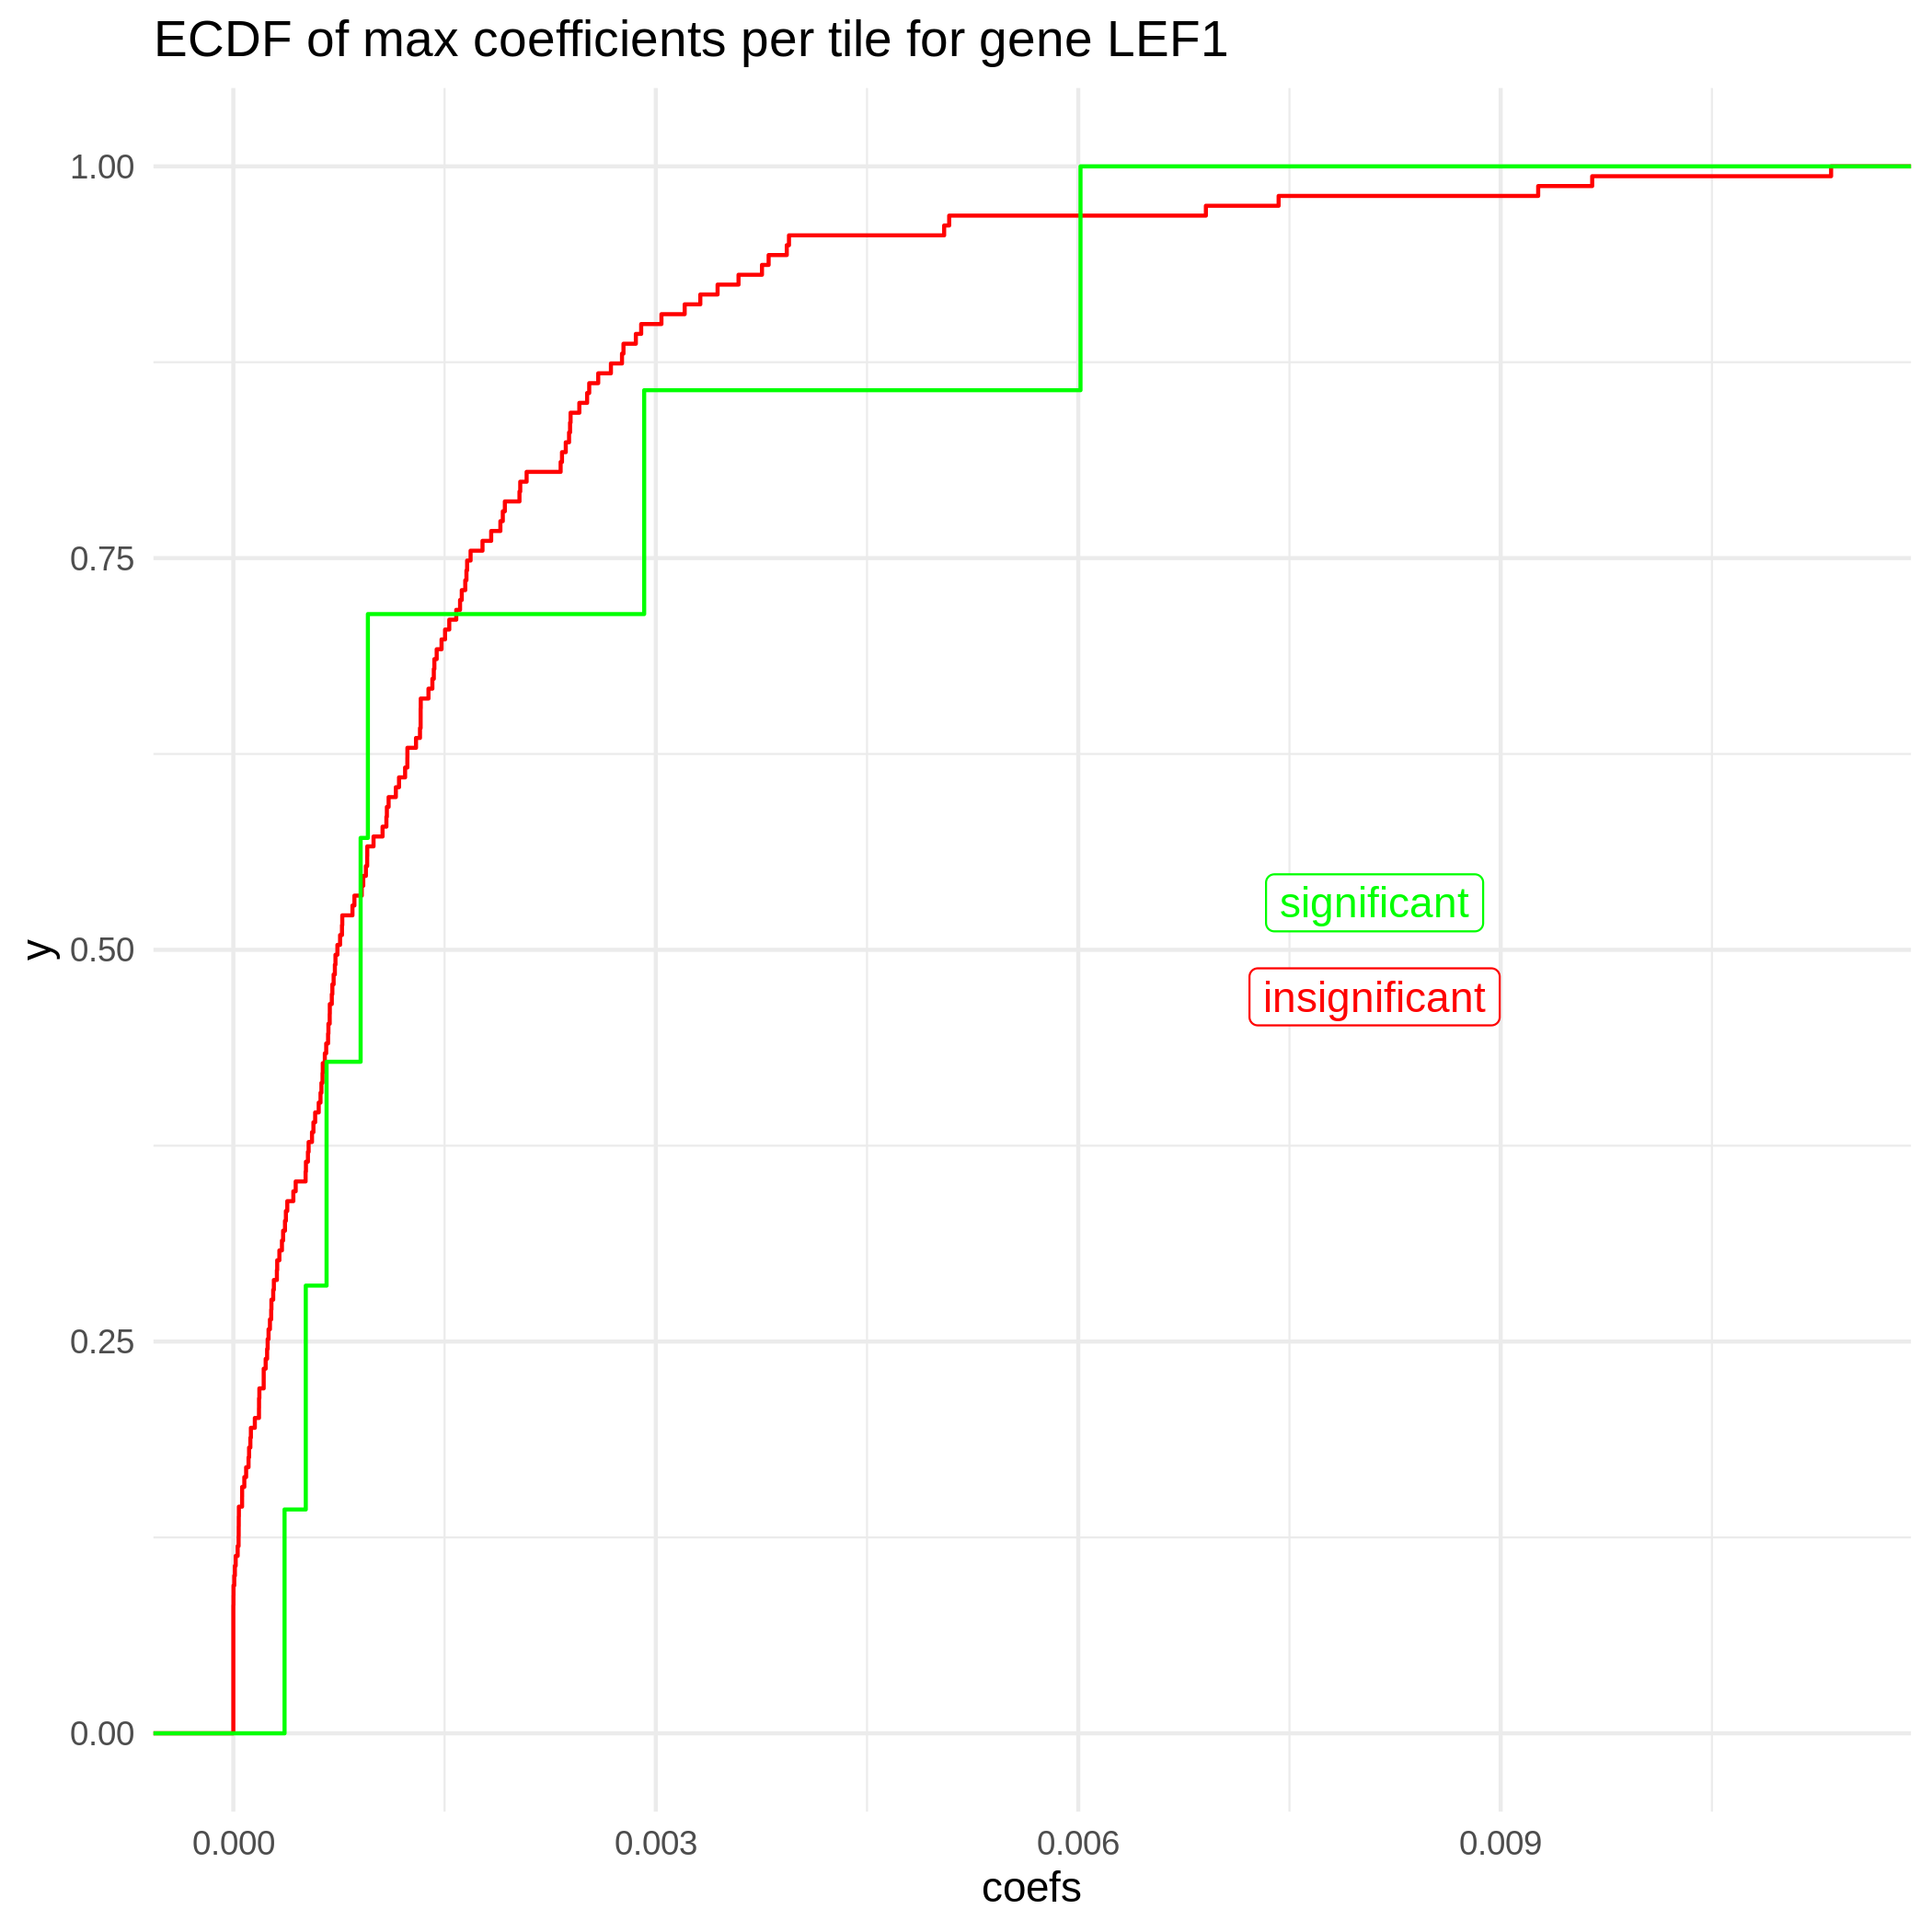 ECDF of max coefficients per tile for gene LEF1
1.00
0.75
0.50
0.25
0.00
y
significant
insignificant
0.000 0.003 0.006 0.009
coefs